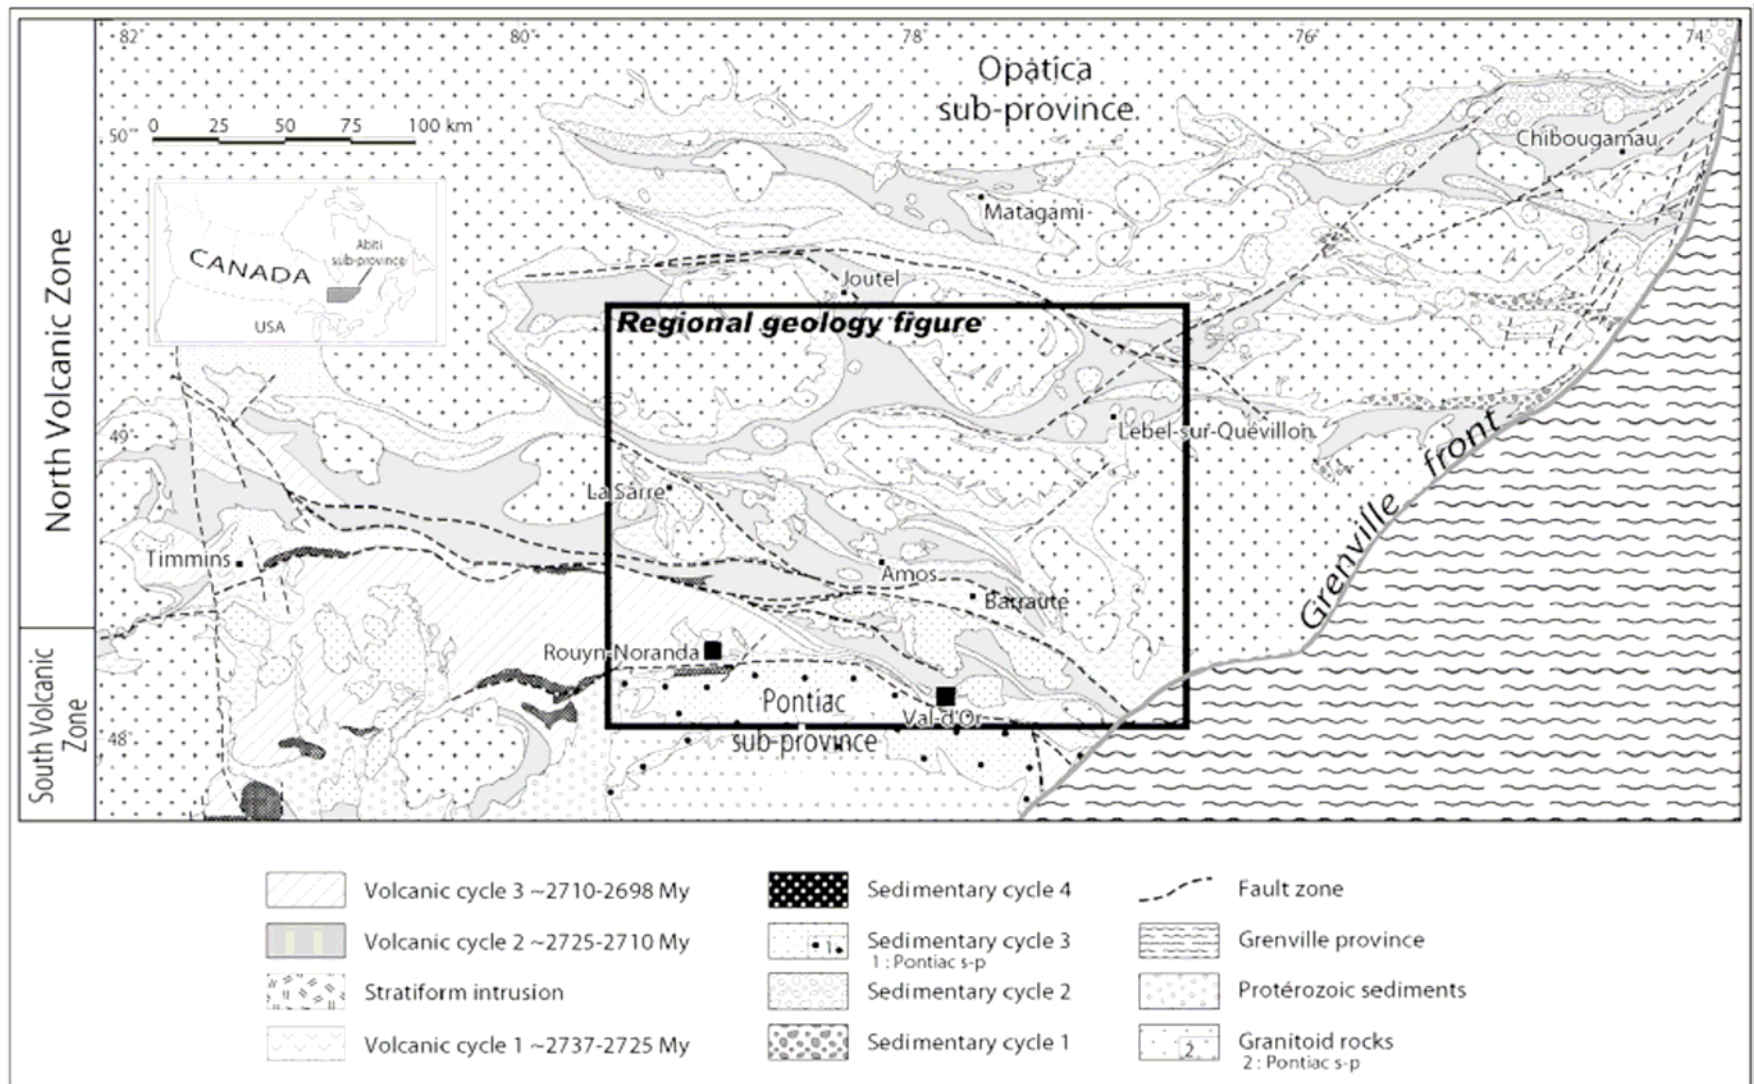 82°
80°
78°
76°
74°
Opatica
sub-province
0 25 50 75 100 km
50°
Chibougamau
Matagami
CANADA
Abiti
sub-province
USA
Joutel
Regional geology figure
North Volcanic Zone
49°
Lebel-sur-Quévillon
Grenville front
La Sarre
Timmins
Amos
Barraute
Rouyn-Noranda
South Volcanic
Zone
Pontiac
sub-province
Val-d'Or
48°
Volcanic cycle 3 ~2710-2698 My
Volcanic cycle 2 ~2725-2710 My
Stratiform intrusion
Volcanic cycle 1 ~2737-2725 My
Sedimentary cycle 4
1
Sedimentary cycle 3
1 : Pontiac s-p
Sedimentary cycle 2
Sedimentary cycle 1
Fault zone
Grenville province
Protérozoic sediments
2
Granitoid rocks
2 : Pontiac s-p